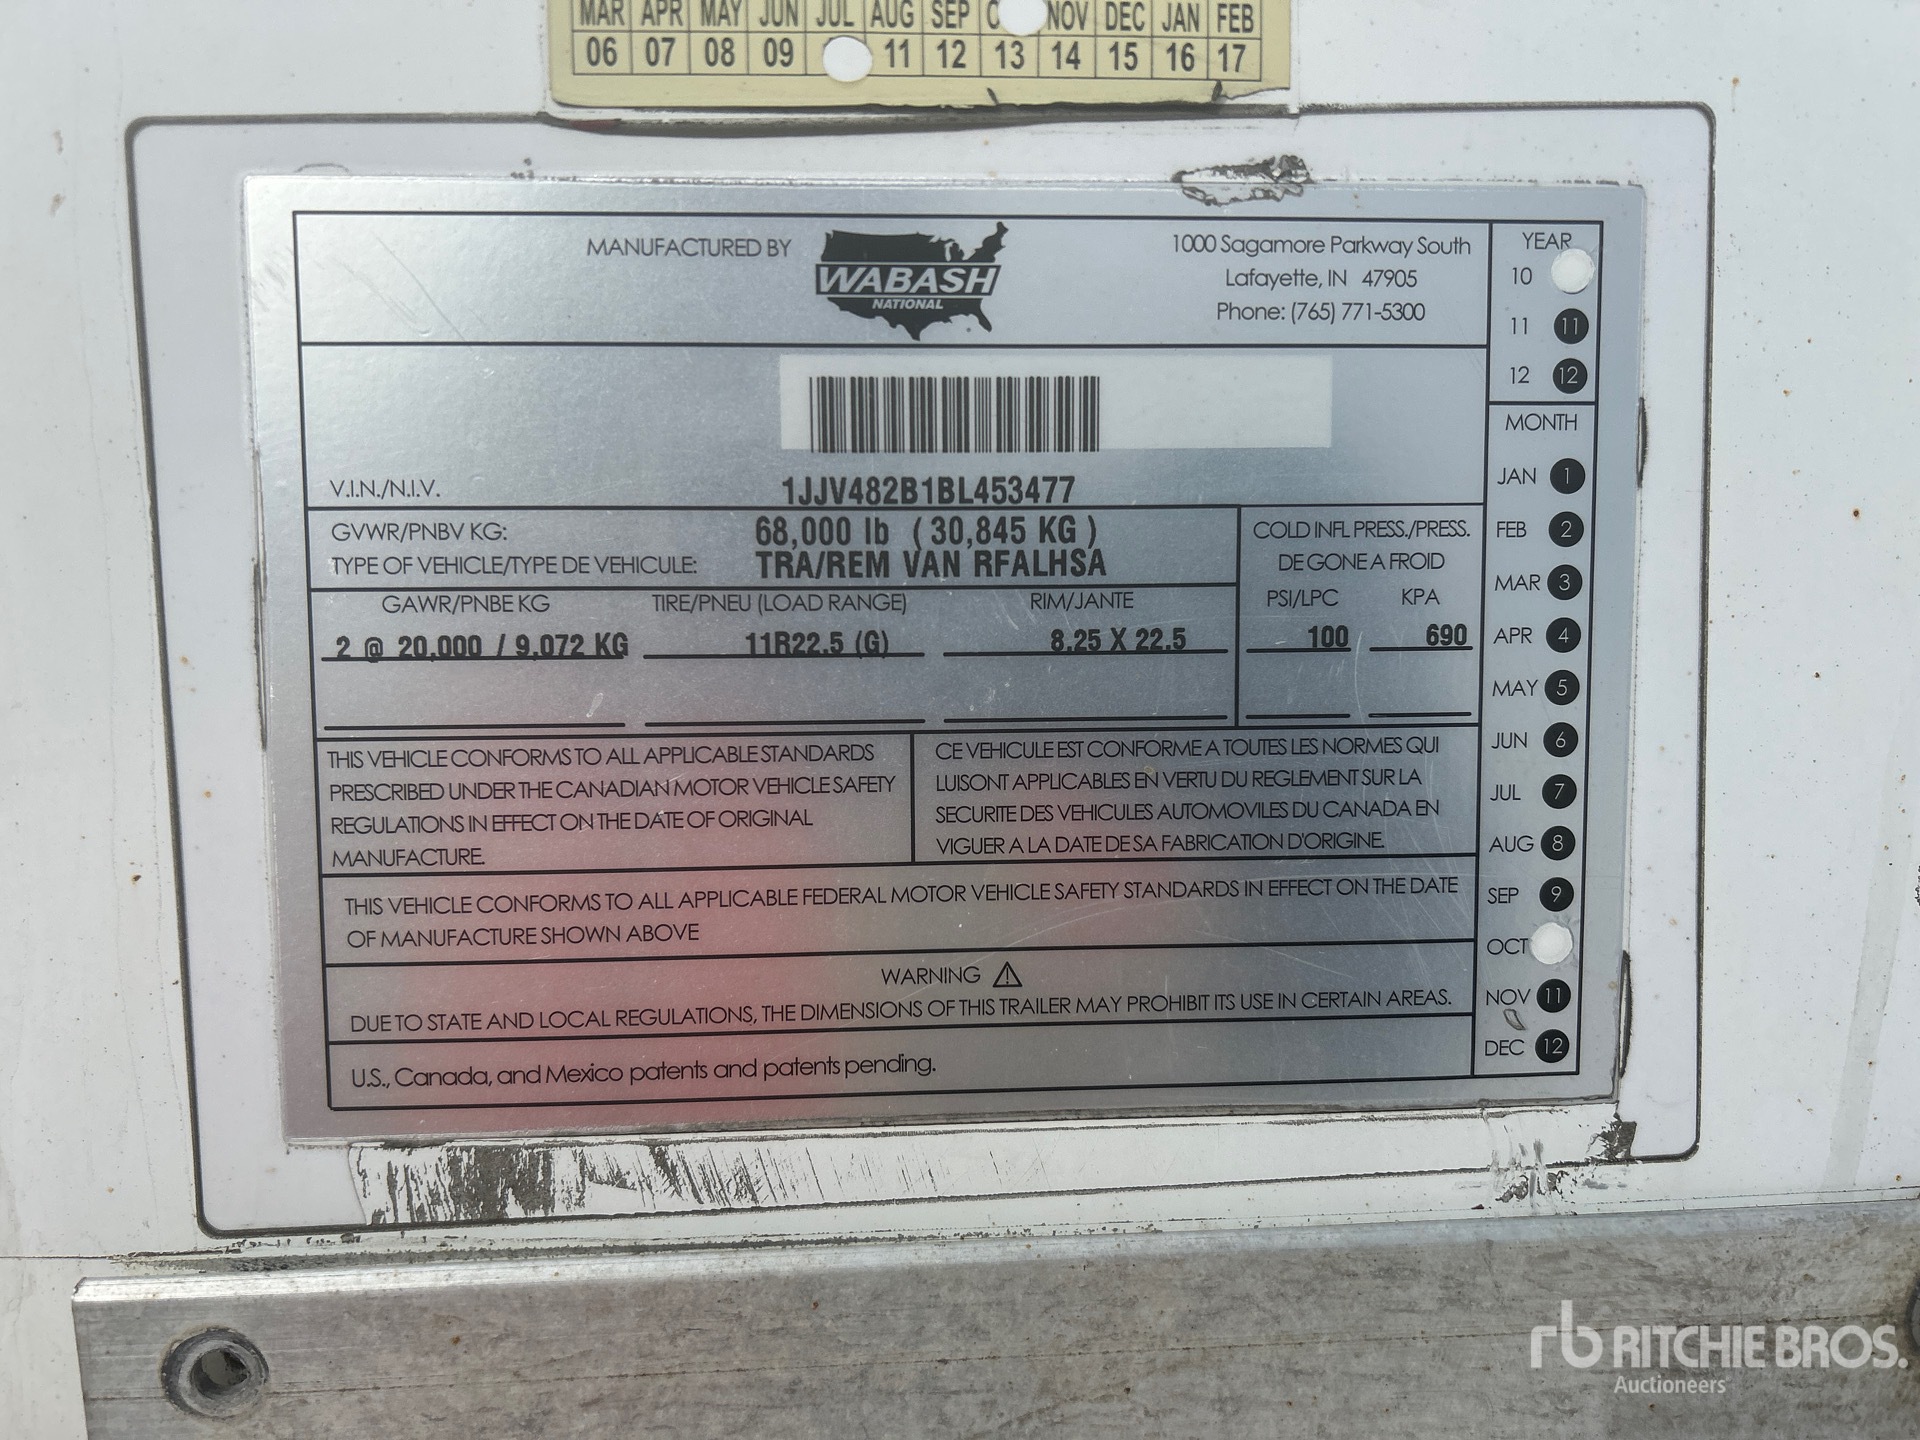 MAR APR MAY JUN JUL AUG SEP NOV DEC JAN FEB
06 07 08 09 11 12 13 14 15 16 17
MANUFACTURED BY
WABASH
NATIONAL
1000 Sagamore Parkway South
Lafayette, IN 47905
Phone: (765) 771-5300
V.I.N./N.I.V. 1JJV482B1BL453477
GVWR/PNBV KG: 68,000 lb ( 30,845 KG )
TYPE OF VEHICLE/TYPE DE VEHICULE: TRA/REM VAN RFALHSA
COLD INFL PRESS./PRESS.
DE GONE A FROID
GAWR/PNBE KG TIRE/PNEU (LOAD RANGE) RIM/JANTE PSI/LPC KPA
2 @ 20,000 / 9,072 KG 11R22.5 (G) 8.25 X 22.5 100 690
THIS VEHICLE CONFORMS TO ALL APPLICABLE STANDARDS
PRESCRIBED UNDER THE CANADIAN MOTOR VEHICLE SAFETY
REGULATIONS IN EFFECT ON THE DATE OF ORIGINAL
MANUFACTURE.
CE VEHICULE EST CONFORME A TOUTES LES NORMES QUI
LUISONT APPLICABLES EN VERTU DU REGLEMENT SUR LA
SECURITE DES VEHICULES AUTOMOVILES DU CANADA EN
VIGUER A LA DATE DE SA FABRICATION D'ORIGINE.
THIS VEHICLE CONFORMS TO ALL APPLICABLE FEDERAL MOTOR VEHICLE SAFETY STANDARDS IN EFFECT ON THE DATE
OF MANUFACTURE SHOWN ABOVE
WARNING
DUE TO STATE AND LOCAL REGULATIONS, THE DIMENSIONS OF THIS TRAILER MAY PROHIBIT ITS USE IN CERTAIN AREAS.
U.S., Canada, and Mexico patents and patents pending.
YEAR
10
11 11
12 12
MONTH
JAN 1
FEB 2
MAR 3
APR 4
MAY 5
JUN 6
JUL 7
AUG 8
SEP 9
OCT
NOV 11
DEC 12
rb RITCHIE BROS.
Auctioneers